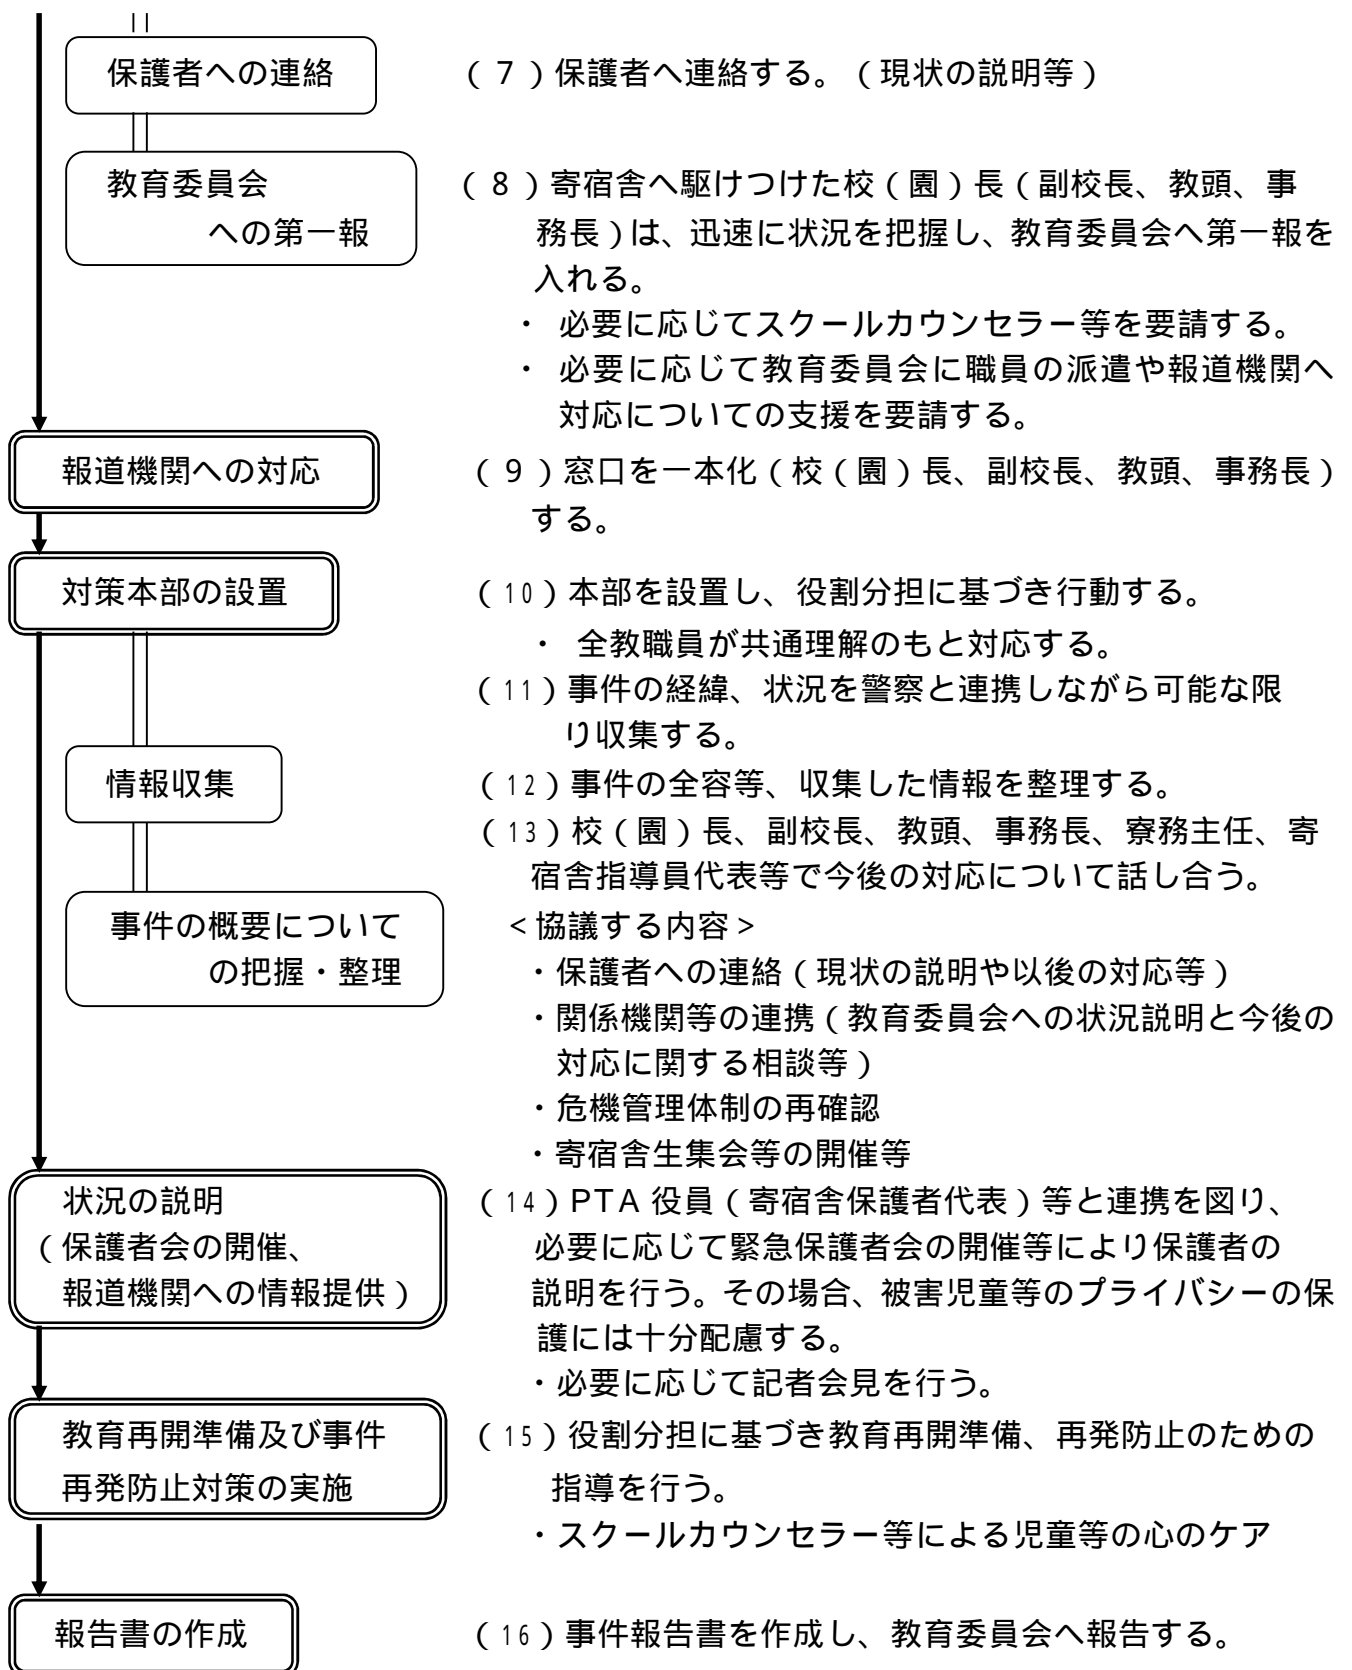 保護者への連絡
（７）保護者へ連絡する。（現状の説明等）
教育委員会
への第一報
（８）寄宿舎へ駆けつけた校（園）長（副校長、教頭、事
務長）は、迅速に状況を把握し、教育委員会へ第一報を
入れる。
・ 必要に応じてスクールカウンセラー等を要請する。
・ 必要に応じて教育委員会に職員の派遣や報道機関へ
対応についての支援を要請する。
報道機関への対応
（９）窓口を一本化（校（園）長、副校長、教頭、事務長）
する。
対策本部の設置
（10）本部を設置し、役割分担に基づき行動する。
・ 全教職員が共通理解のもと対応する。
（11）事件の経緯、状況を警察と連携しながら可能な限
り収集する。
情報収集
（12）事件の全容等、収集した情報を整理する。
（13）校（園）長、副校長、教頭、事務長、寮務主任、寄
宿舎指導員代表等で今後の対応について話し合う。
事件の概要について
の把握・整理
＜協議する内容＞
・保護者への連絡（現状の説明や以後の対応等）
・関係機関等の連携（教育委員会への状況説明と今後の
対応に関する相談等）
・危機管理体制の再確認
・寄宿舎生集会等の開催等
状況の説明
（保護者会の開催、
報道機関への情報提供）
（14）PTA 役員（寄宿舎保護者代表）等と連携を図り、
必要に応じて緊急保護者会の開催等により保護者の
説明を行う。その場合、被害児童等のプライバシーの保
護には十分配慮する。
・必要に応じて記者会見を行う。
教育再開準備及び事件
再発防止対策の実施
（15）役割分担に基づき教育再開準備、再発防止のための
指導を行う。
・スクールカウンセラー等による児童等の心のケア
報告書の作成
（16）事件報告書を作成し、教育委員会へ報告する。